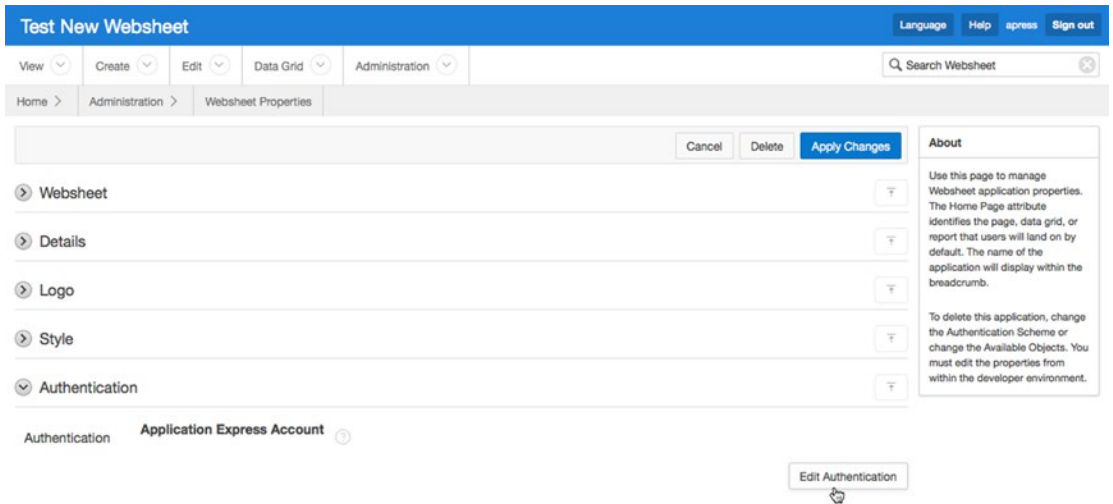 Test New Websheet
Language Help apress Sign out
View Create Edit Data Grid Administration
Search Websheet
Home > Administration > Websheet Properties
Cancel Delete Apply Changes
Websheet
Details
Logo
Style
Authentication
Authentication Application Express Account ?
Edit Authentication
About
Use this page to manage
Websheet application properties.
The Home Page attribute
identifies the page, data grid, or
report that users will land on by
default. The name of the
application will display within the
breadcrumb.
To delete this application, change
the Authentication Scheme or
change the Available Objects. You
must edit the properties from
within the developer environment.